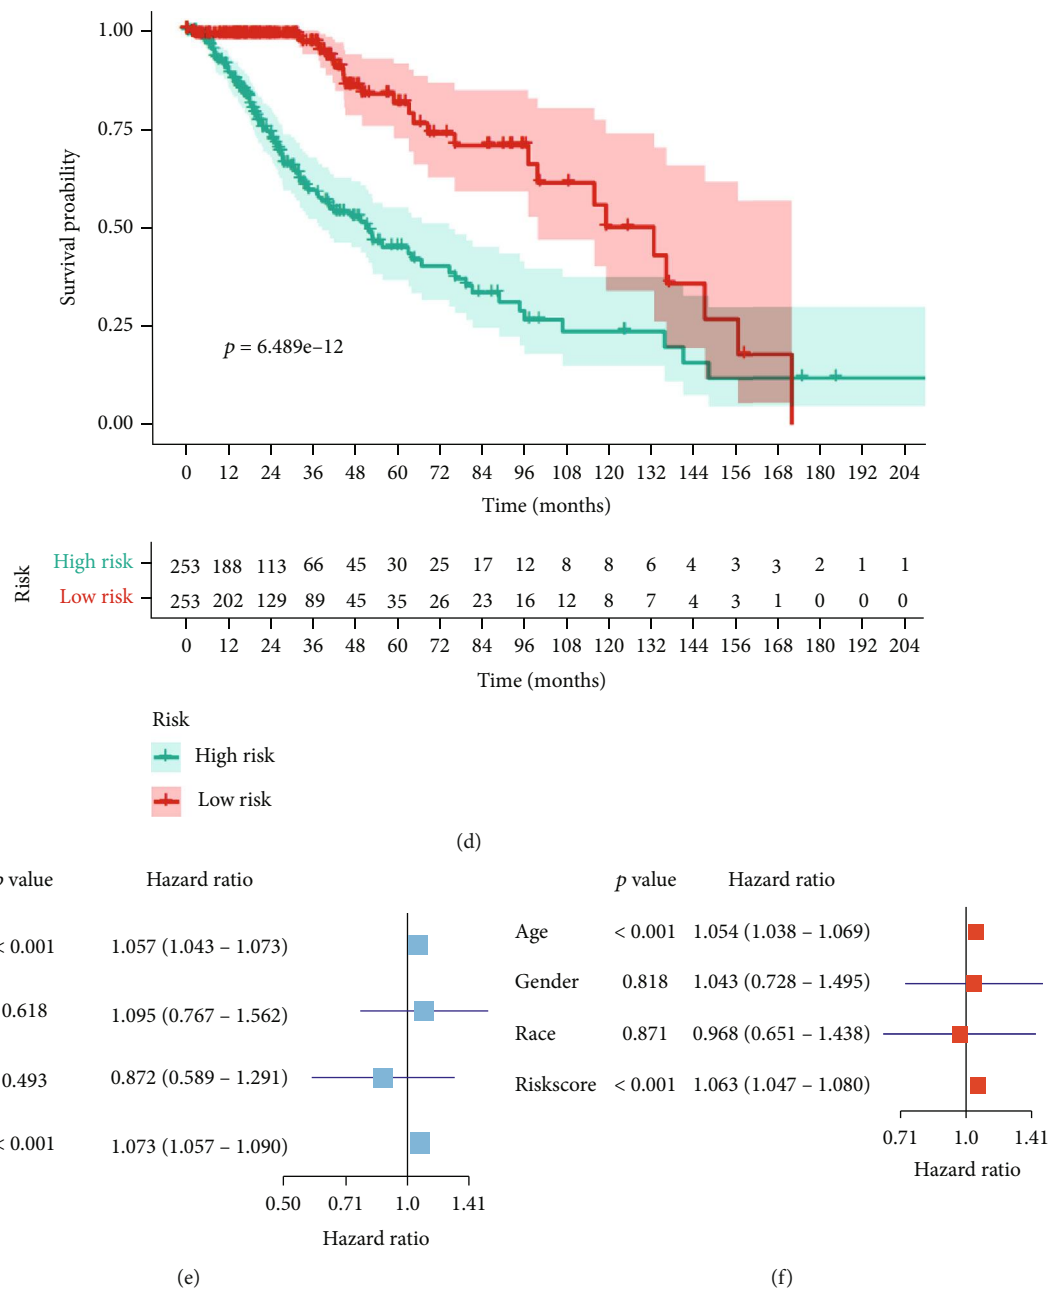 1.00
0.75
0.50
0.25
0.00
Survival proability
p = 6.489e–12
0 12 24 36 48 60 72 84 96 108 120 132 144 156 168 180 192 204
Time (months)
Risk
High risk 253 188 113 66 45 30 25 17 12 8 8 6 4 3 3 2 1 1
Low risk 253 202 129 89 45 35 26 23 16 12 8 7 4 3 1 0 0 0
0 12 24 36 48 60 72 84 96 108 120 132 144 156 168 180 192 204
Time (months)
Risk
High risk
Low risk
(d)
p value Hazard ratio
< 0.001 1.057 (1.043 – 1.073)
0.618 1.095 (0.767 – 1.562)
0.493 0.872 (0.589 – 1.291)
< 0.001 1.073 (1.057 – 1.090)
0.50 0.71 1.0 1.41
Hazard ratio
(e)
p value Hazard ratio
Age < 0.001 1.054 (1.038 – 1.069)
Gender 0.818 1.043 (0.728 – 1.495)
Race 0.871 0.968 (0.651 – 1.438)
Riskscore < 0.001 1.063 (1.047 – 1.080)
0.71 1.0 1.41
Hazard ratio
(f)